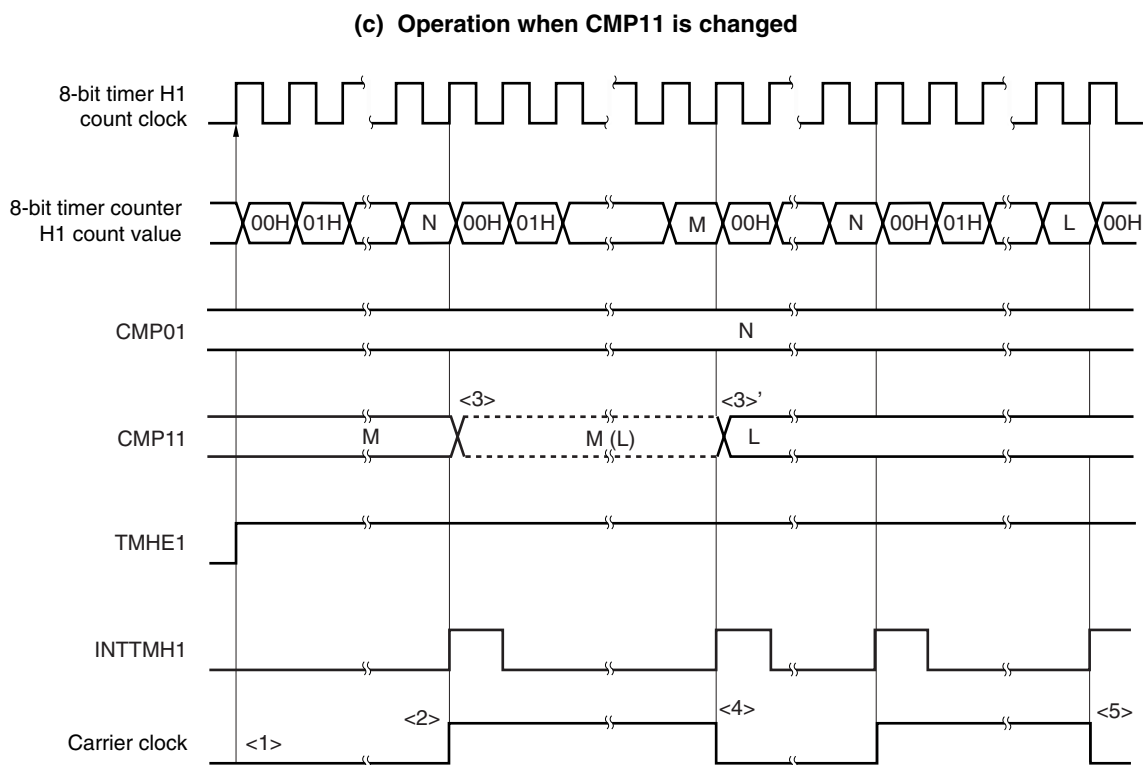 (c) Operation when CMP11 is changed
8-bit timer H1
count clock
8-bit timer counter
H1 count value
00H 01H N 00H 01H M 00H N 00H 01H L 00H
CMP01
N
<3> <3>’
CMP11
M M (L) L
TMHE1
INTTMH1
<2> <4> <5>
Carrier clock
<1>